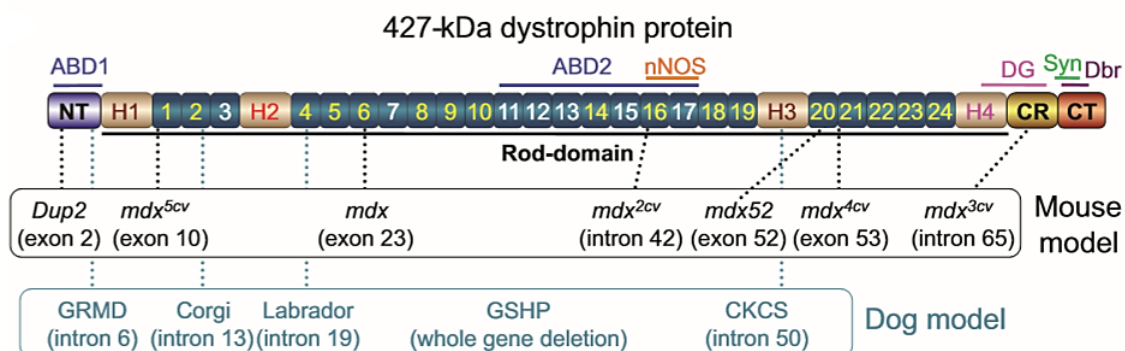 427-kDa dystrophin protein
ABD1 ABD2 nNOS DG Syn Dbr
NT H1 1 2 3 H2 4 5 6 7 8 9 10 11 12 13 14 15 16 17 18 19 H3 20 21 22 23 24 H4 CR CT
Rod-domain
Dup2 mdx5cv mdx mdx2cv mdx52 mdx4cv mdx3cv Mouse
(exon 2) (exon 10) (exon 23) (intron 42) (exon 52) (exon 53) (intron 65) model
GRMD Corgi Labrador GSHP CKCS Dog model
(intron 6) (intron 13) (intron 19) (whole gene deletion) (intron 50)